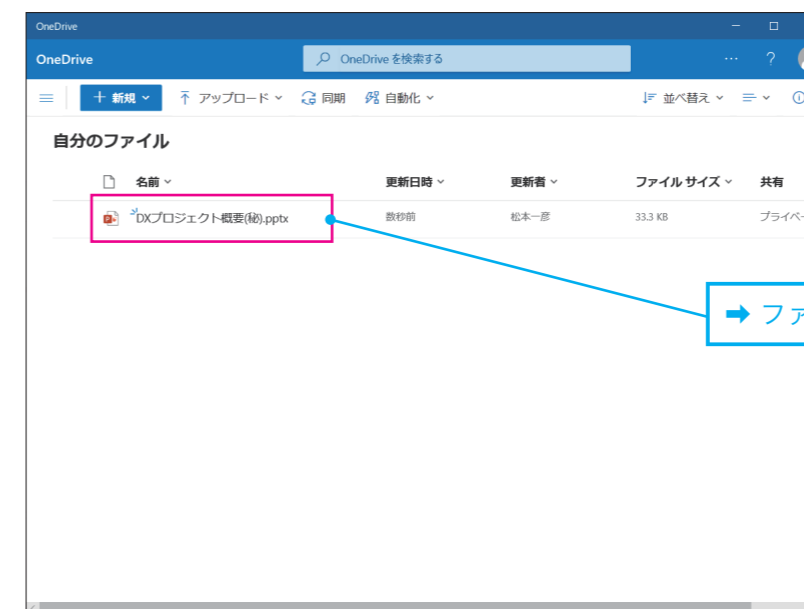 OneDrive
OneDrive OneDrive を検索する ... ?
+ 新規 アップロード 同期 自動化 並べ替え
自分のファイル
名前 更新日時 更新者 ファイル サイズ 共有
DXプロジェクト概要(秘).pptx 数秒前 松本一彦 33.3 KB プライベ
➡ ファ